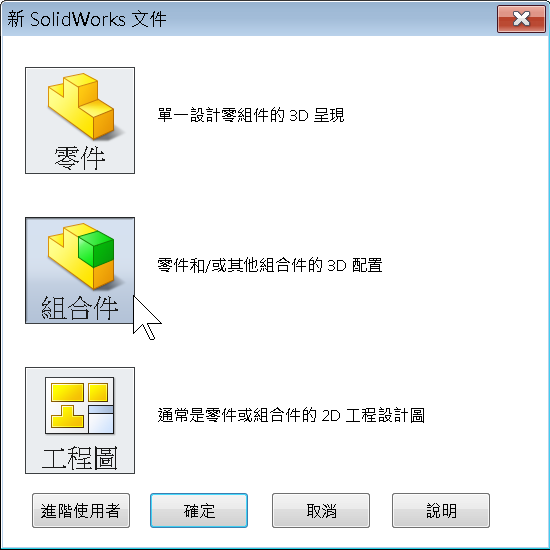 新 SolidWorks 文件
單一設計零組件的 3D 呈現
零件
零件和/或其他組合件的 3D 配置
組合件
通常是零件或組合件的 2D 工程設計圖
工程圖
進階使用者
確定
取消
說明